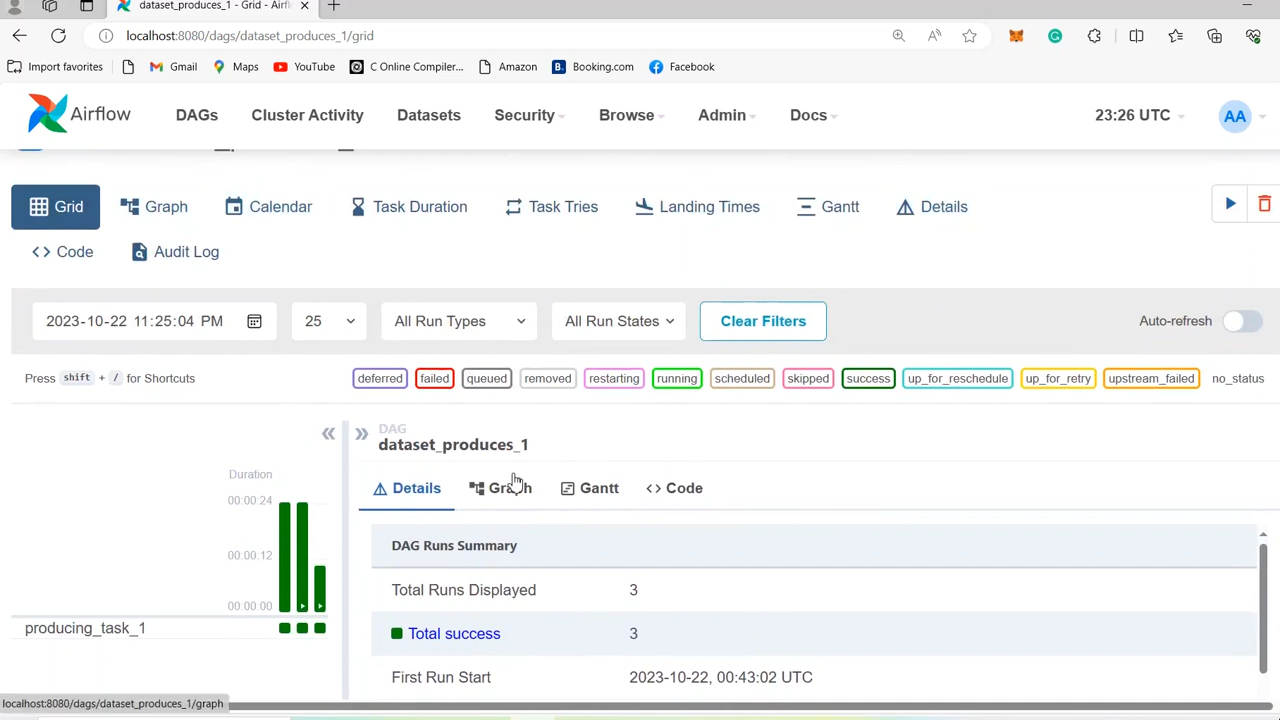 dataset_produces_1 - Grid - Airfl
localhost:8080/dags/dataset_produces_1/grid
Import favorites Gmail Maps YouTube C Online Compiler... Amazon Booking.com Facebook
Airflow DAGs Cluster Activity Datasets Security Browse Admin Docs 23:26 UTC AA
Grid Graph Calendar Task Duration Task Tries Landing Times Gantt Details
Code Audit Log
2023-10-22 11:25:04 PM 25 All Run Types All Run States Clear Filters Auto-refresh
Press shift + / for Shortcuts deferred failed queued removed restarting running scheduled skipped success up_for_reschedule up_for_retry upstream_failed no_status
DAG
dataset_produces_1
Duration
Details Graph Gantt Code
00:00:24
DAG Runs Summary
00:00:12
Total Runs Displayed 3
00:00:00
producing_task_1
Total success 3
First Run Start 2023-10-22, 00:43:02 UTC
localhost:8080/dags/dataset_produces_1/graph